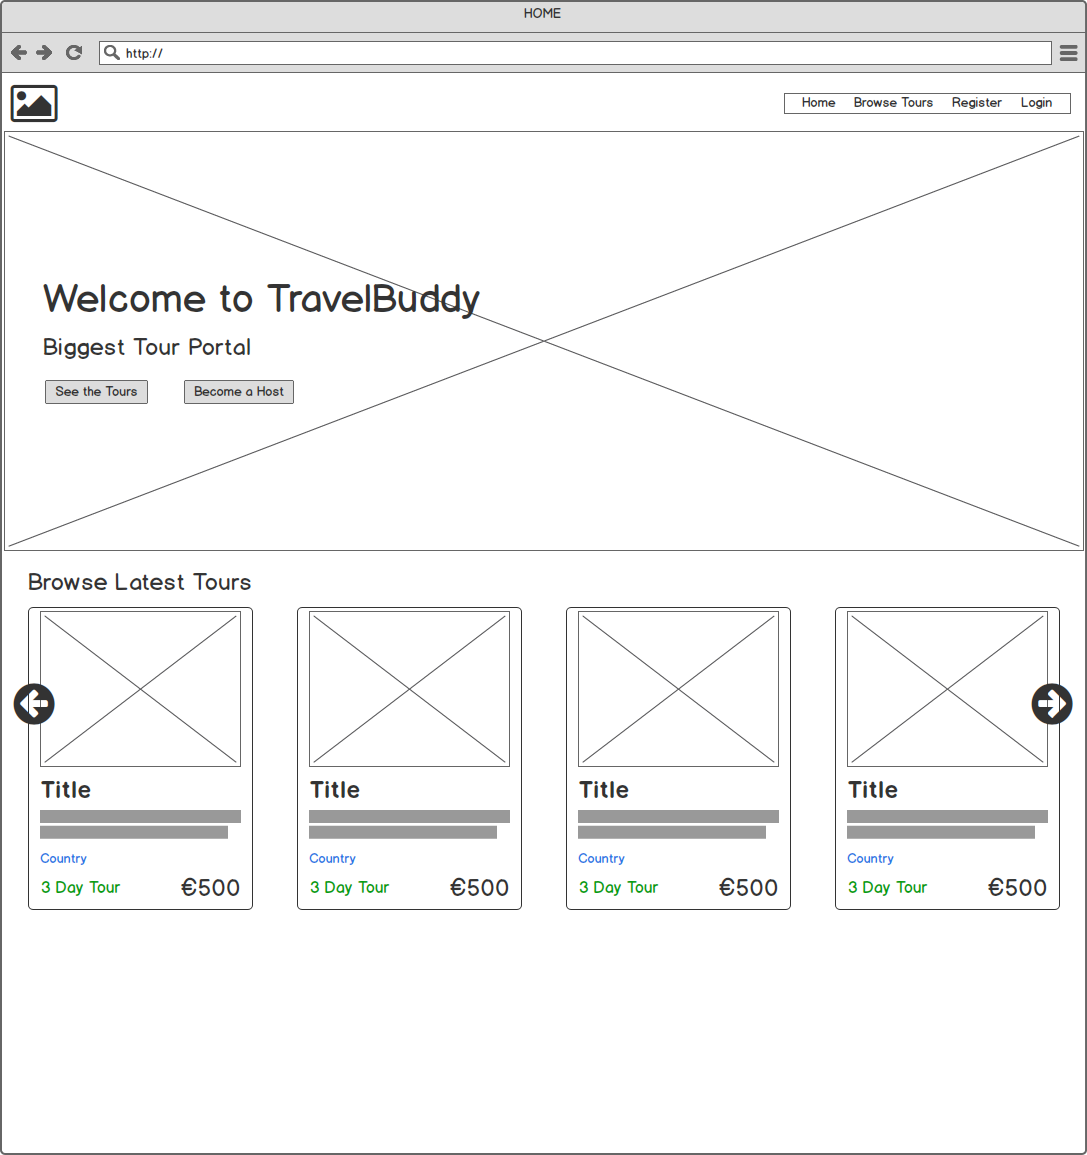 HOME
http://
Home Browse Tours Register Login
Welcome to TravelBuddy
Biggest Tour Portal
See the Tours Become a Host
Browse Latest Tours
Title Title Title Title
Country Country Country Country
3 Day Tour €500 3 Day Tour €500 3 Day Tour €500 3 Day Tour €500